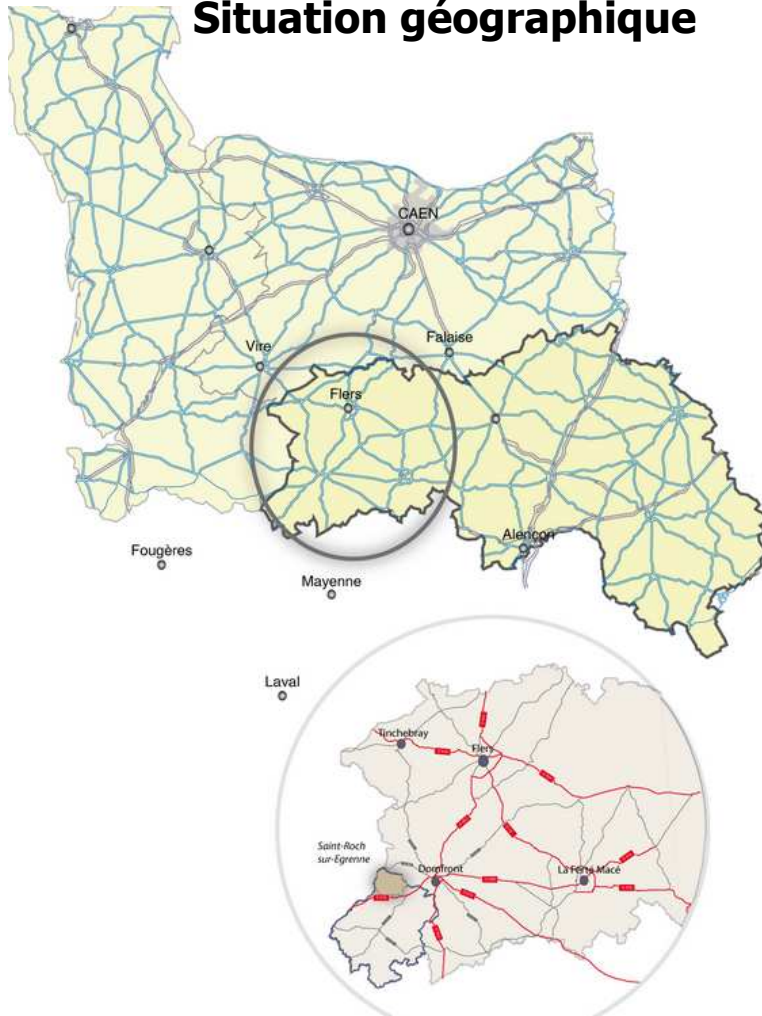 Situation géographique
CAEN
Falaise
Vire
Flers
Alençon
Fougères
Mayenne
Laval
Tinchebray
Flers
Saint-Roch
sur-Egrenne
Domfront
La Ferté Macé